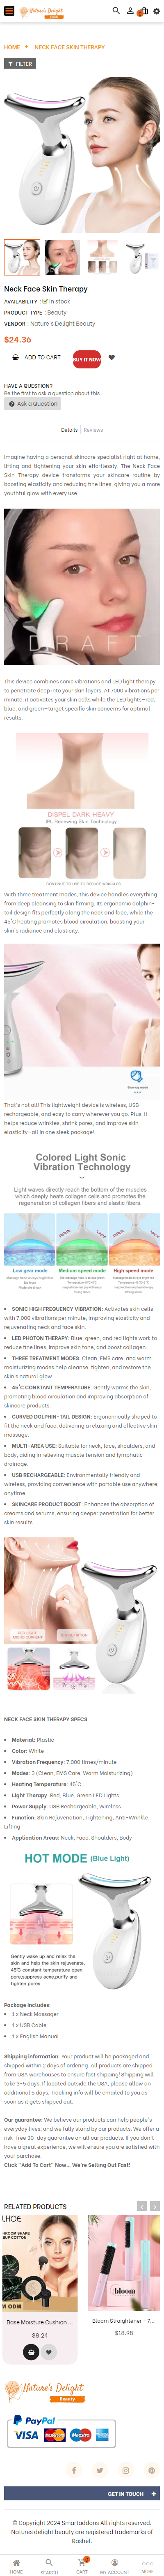 Nature's Delight
Beauty
HOME • NECK FACE SKIN THERAPY
FILTER
Neck Face Skin Therapy
AVAILABILITY : In stock
PRODUCT TYPE : Beauty
VENDOR : Nature's Delight Beauty
$24.36
ADD TO CART BUY IT NOW
HAVE A QUESTION?
Be the first to ask a question about this.
Ask a Question
Details Reviews
Imagine having a personal skincare specialist right at home,
lifting and tightening your skin effortlessly. The Neck Face
Skin Therapy device transforms your skincare routine by
boosting elasticity and reducing fine lines, giving you a more
youthful glow with every use.
DRAFT
This device combines sonic vibrations and LED light therapy
to penetrate deep into your skin layers. At 7000 vibrations per
minute, it activates your skin cells while the LED lights—red,
blue, and green—target specific skin concerns for optimal
results.
DISPEL DARK HEAVY
IPL Renewing Skin Technology
CONTINUE TO USE TO REDUCE WRINKLES
With three treatment modes, this device handles everything
from deep cleansing to skin firming. Its ergonomic dolphin-
tail design fits perfectly along the neck and face, while the
45°C heating promotes blood circulation, boosting your
skin's radiance and elasticity.
Blue-ray mode
That's not all! This lightweight device is wireless, USB-
rechargeable, and easy to carry wherever you go. Plus, it
helps reduce wrinkles, shrink pores, and improve skin
elasticity—all in one sleek package!
Colored Light Sonic
Vibration Technology
Light waves directly reach the bottom of the muscles
which deeply heats collagen cells and promotes the
regeneration of collagen fibers and elastic fibers.
Low gear mode Medium speed mode High speed mode
• SONIC HIGH FREQUENCY VIBRATION: Activates skin cells
with 7,000 vibrations per minute, improving elasticity and
rejuvenating neck and face skin.
• LED PHOTON THERAPY: Blue, green, and red lights work to
reduce fine lines, improve skin tone, and boost collagen.
• THREE TREATMENT MODES: Clean, EMS core, and warm
moisturizing modes help cleanse, tighten, and restore the
skin's natural glow.
• 45°C CONSTANT TEMPERATURE: Gently warms the skin,
promoting blood circulation and improving absorption of
skincare products.
• CURVED DOLPHIN-TAIL DESIGN: Ergonomically shaped to
fit the neck and face, delivering a relaxing and effective skin
massage.
• MULTI-AREA USE: Suitable for neck, face, shoulders, and
body, aiding in relieving muscle tension and lymphatic
drainage.
• USB RECHARGEABLE: Environmentally friendly and
wireless, providing convenience with portable use anywhere,
anytime.
• SKINCARE PRODUCT BOOST: Enhances the absorption of
creams and serums, ensuring deeper penetration for better
skin results.
NECK FACE SKIN THERAPY SPECS
• Material: Plastic
• Color: White
• Vibration Frequency: 7,000 times/minute
• Modes: 3 (Clean, EMS Core, Warm Moisturizing)
• Heating Temperature: 45°C
• Light Therapy: Red, Blue, Green LED Lights
• Power Supply: USB Rechargeable, Wireless
• Function: Skin Rejuvenation, Tightening, Anti-Wrinkle,
Lifting
• Application Areas: Neck, Face, Shoulders, Body
HOT MODE (Blue Light)
Gently wake up and raise the
skin and help the skin rejuvenate,
45°C constant temperature open
pores,suppress acne,purify and
tighten pores
Package Includes:
• 1 x Neck Massager
• 1 x USB Cable
• 1 x English Manual
Shipping information: Your product will be packaged and
shipped within 2 days of ordering. All products are shipped
from LGA warehouses to ensure fast shipping! Shipping will
take 2-5 days. If located outside the USA, please allow an
additional 5 days. Tracking info will be emailed to you as
soon as it gets shipped out.
Our guarantee: We believe our products can help people's
everyday lives, and we fully stand by our products. We offer a
risk-free 30-day guarantee on all our products. If you don't
have a great experience, we will ensure you are satisfied with
your purchase.
Click "Add To Cart" Now... We're Selling Out Fast!
RELATED PRODUCTS
Base Moisture Cushion ...
$8.24
bloom
Bloom Straightener - 7...
$18.98
Nature's Delight
Beauty
PayPal
VISA DISCOVER
GET IN TOUCH +
© Copyright 2024 Smartaddons All rights reserved.
Natures delight beauty are registered trademarks of
Rashel.
HOME SEARCH CART MY ACCOUNT MORE